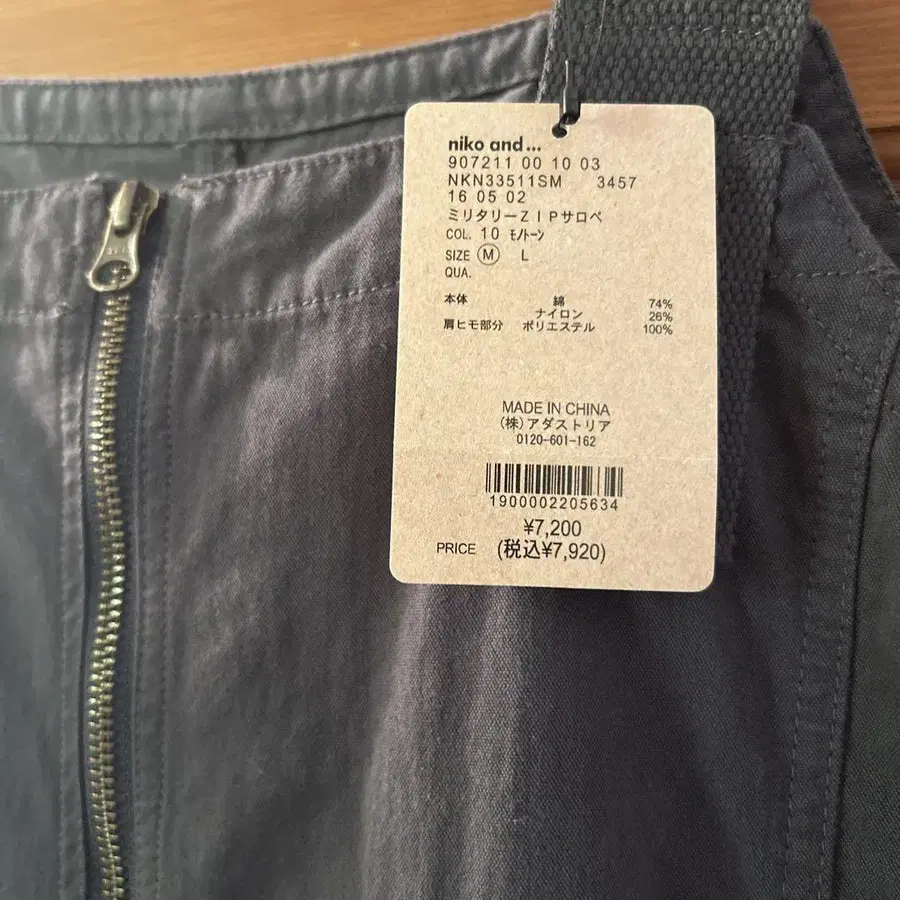 niko and...
907211 00 10 03
NKN33511SM 3457
16 05 02
ミリタリーZIPサロペ
COL. 10 ﾓﾉﾄーﾝ
SIZE Ⓜ L
QUA.
本体 綿 74%
ナイロン 26%
肩ヒモ部分 ポリエステル 100%
MADE IN CHINA
(株)アダストリア
0120-601-162
1900002205634
¥7,200
PRICE (税込¥7,920)